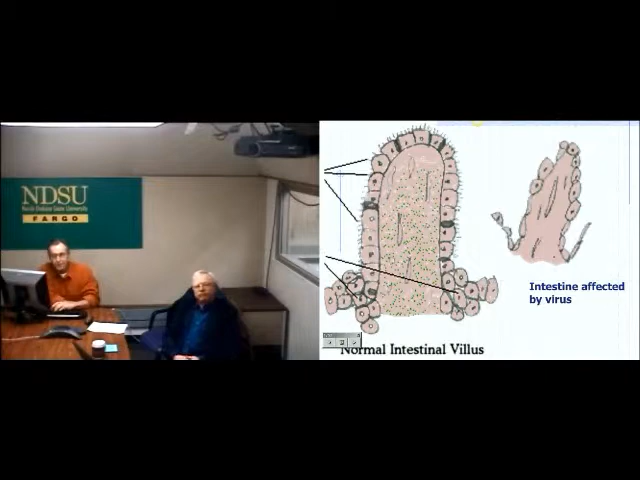 NDSU
North Dakota State University
FARGO
Intestine affected
by virus
Normal Intestinal Villus